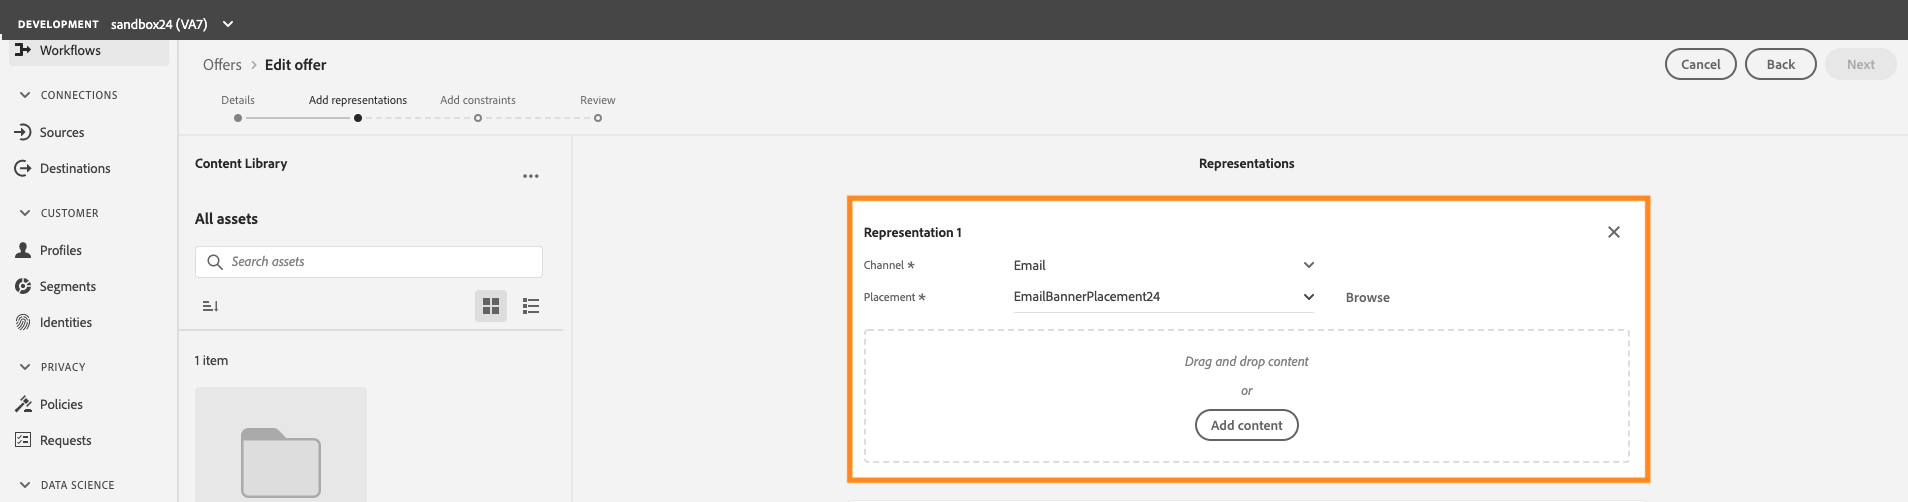 DEVELOPMENT sandbox24 (VA7)
Workflows
CONNECTIONS
Sources
Destinations
CUSTOMER
Profiles
Segments
Identities
PRIVACY
Policies
Requests
DATA SCIENCE
Offers > Edit offer
Cancel
Back
Next
Details
Add representations
Add constraints
Review
Content Library
All assets
Search assets
1 item
Representations
Representation 1
Channel * Email
Placement * EmailBannerPlacement24 Browse
Drag and drop content
or
Add content